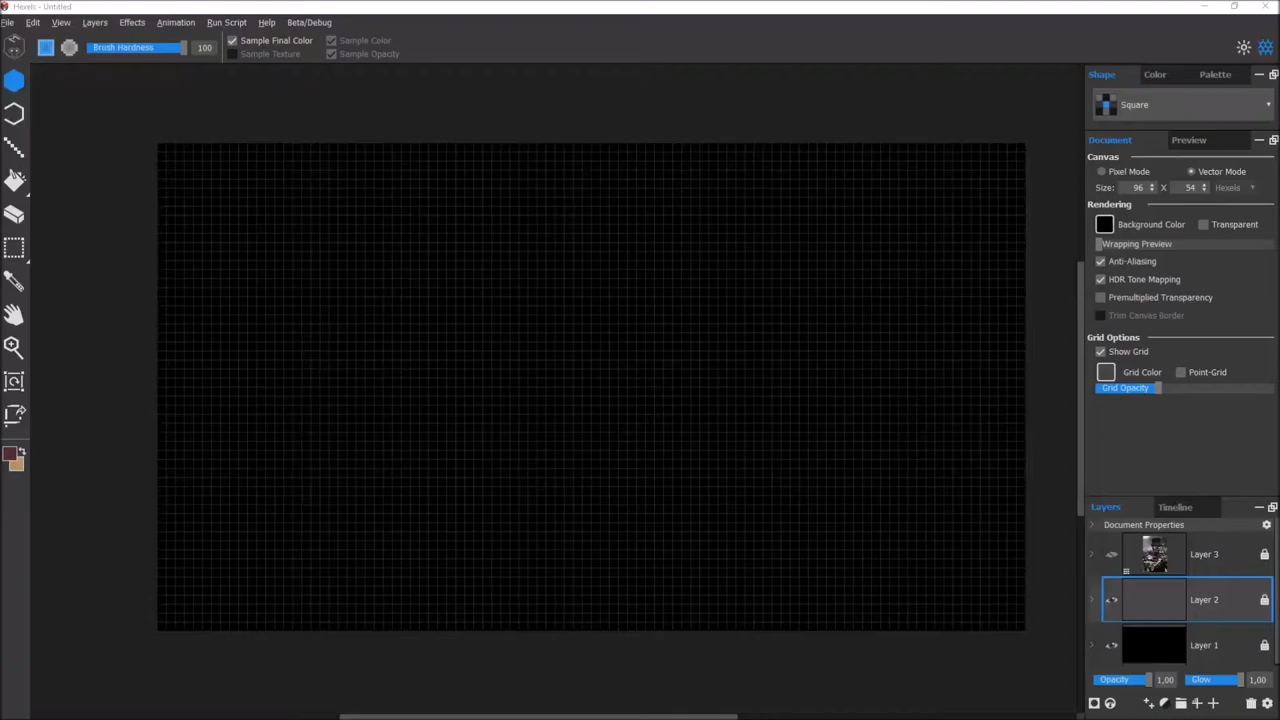 Hexels - Untitled
File Edit View Layers Effects Animation Run Script Help Beta/Debug
Brush Hardness 100 Sample Final Color Sample Color
Sample Texture Sample Opacity
Shape Color Palette
Square
Document Preview
Canvas
Pixel Mode Vector Mode
Size: 96 X 54 Hexels
Rendering
Background Color Transparent
Wrapping Preview
Anti-Aliasing
HDR Tone Mapping
Premultiplied Transparency
Trim Canvas Border
Grid Options
Show Grid
Grid Color Point-Grid
Grid Opacity
Layers Timeline
Document Properties
Layer 3
Layer 2
Layer 1
Opacity 1,00 Glow 1,00